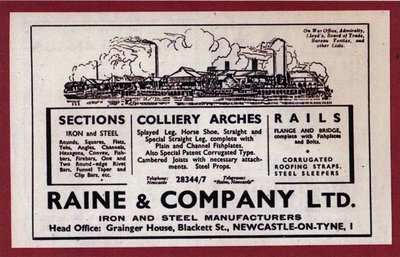 On War Office, Admiralty,
Lloyd's, Board of Trade,
Bureau Veritas, and
other Lists.
SECTIONS
IRON and STEEL
Rounds, Squares, Flats,
Tees, Angles, Channels,
Hexagons, Convex, Fish-
bars, Firebars, One and
Two Round-edge Rivet
Bars, Funnel Taper and
Clip Bars, etc.
COLLIERY ARCHES
Splayed Leg, Horse Shoe, Straight and
Special Straight Leg, complete with
Plain and Channel Fishplates.
Also Special Patent Corrugated Type.
Cambered Joists with necessary attach-
ments. Steel Props.
RAILS
FLANGE AND BRIDGE,
complete with Fishplates
and Bolts.
CORRUGATED
ROOFING STRAPS,
STEEL SLEEPERS
Telephone:
Newcastle
28344/7
Telegrams:
"Raine, Newcastle"
RAINE & COMPANY LTD.
IRON AND STEEL MANUFACTURERS
Head Office: Grainger House, Blackett St., NEWCASTLE-ON-TYNE, 1